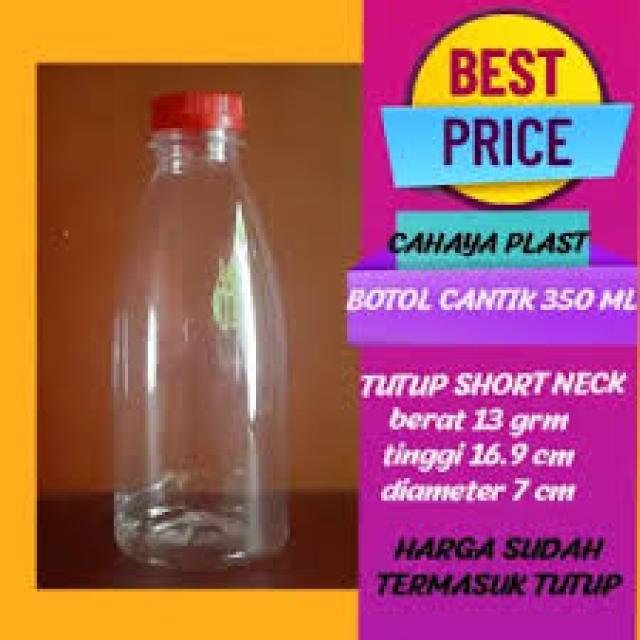 BEST
PRICE
CAHAYA PLAST
BOTOL CANTIK 350 ML
TUTUP SHORT NECK
berat 13 grm
tinggi 16.9 cm
diameter 7 cm
HARGA SUDAH
TERMASUK TUTUP